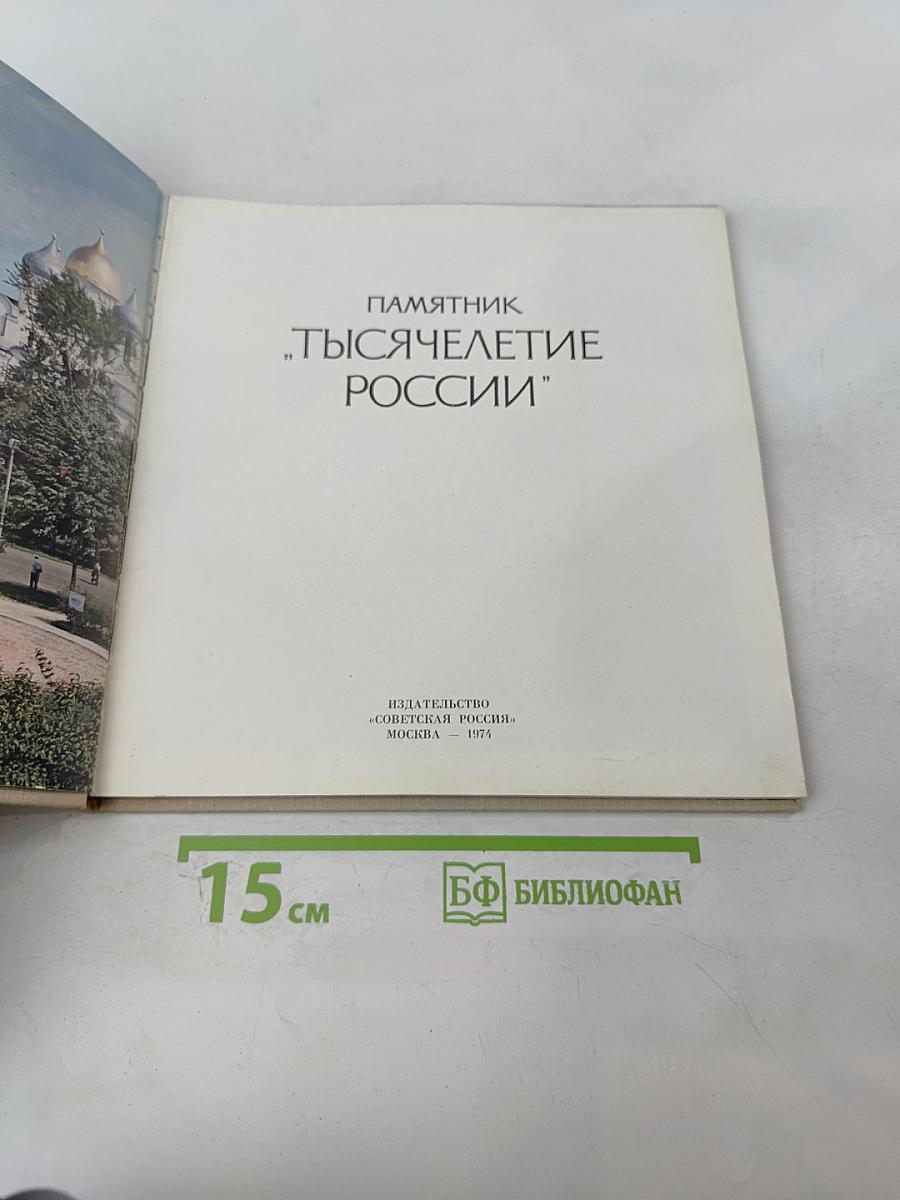 ПАМЯТНИК
„ТЫСЯЧЕЛЕТИЕ
РОССИИ”
ИЗДАТЕЛЬСТВО
«СОВЕТСКАЯ РОССИЯ»
МОСКВА — 1974
15 см
БФ БИБЛИОФАН